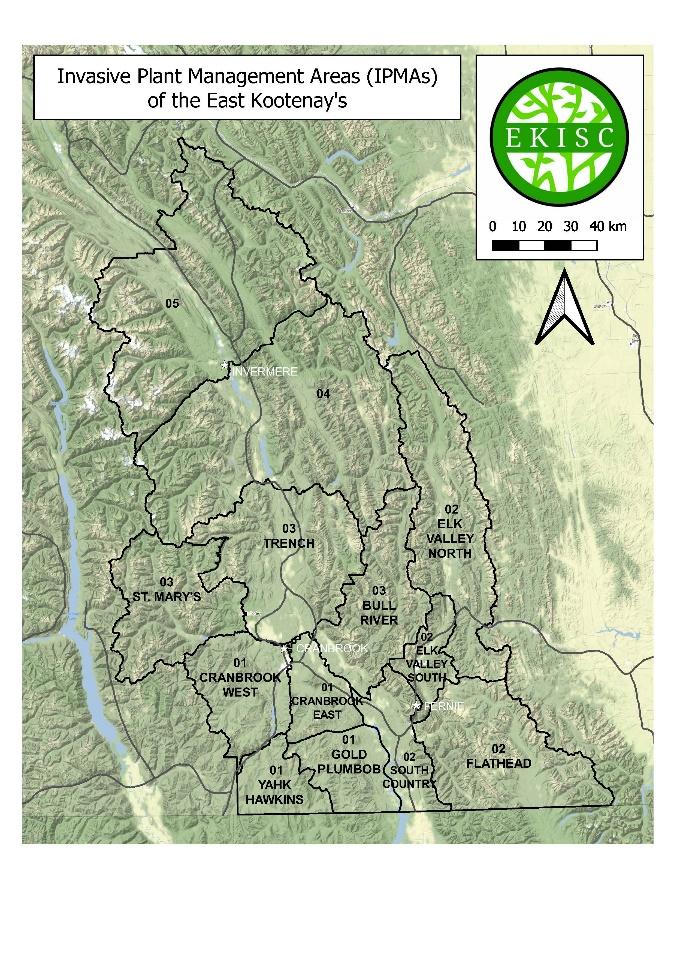 Invasive Plant Management Areas (IPMAs)
of the East Kootenay's
EKISC
0 10 20 30 40 km
05
INVERMERE
04
02
ELK
VALLEY
NORTH
03
TRENCH
03
ST. MARY'S
03
BULL
RIVER
02
ELK
VALLEY
SOUTH
CRANBROOK
01
CRANBROOK
WEST
01
CRANBROOK
EAST
FERNIE
01
GOLD
PLUMBOB
02
FLATHEAD
02
SOUTH
COUNTRY
01
YAHK
HAWKINS